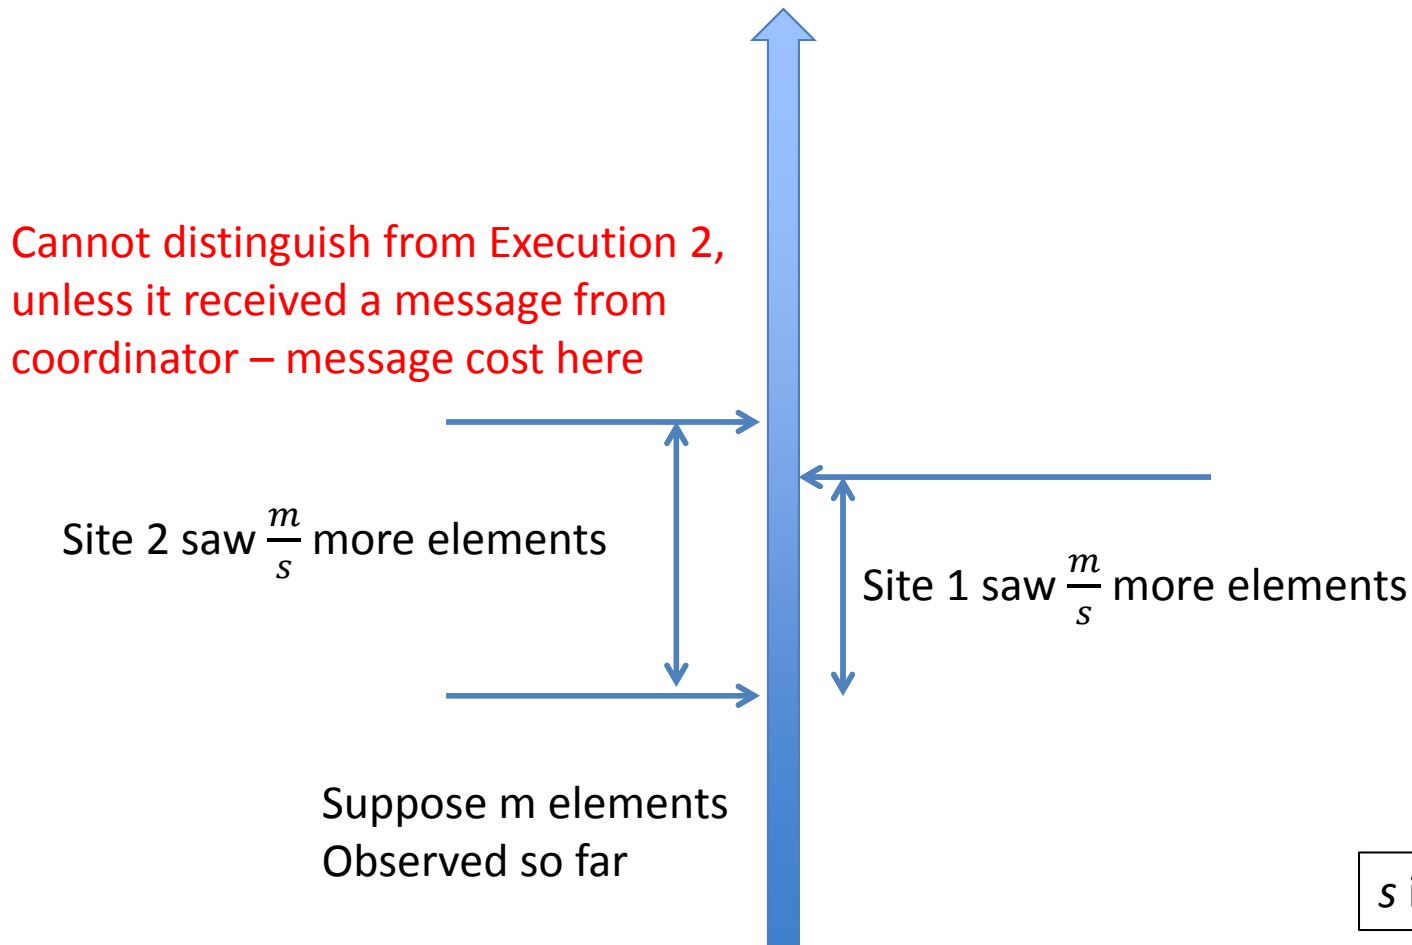 Cannot distinguish from Execution 2,
unless it received a message from
coordinator – message cost here
Site 2 saw m/s more elements
Site 1 saw m/s more elements
Suppose m elements
Observed so far
s